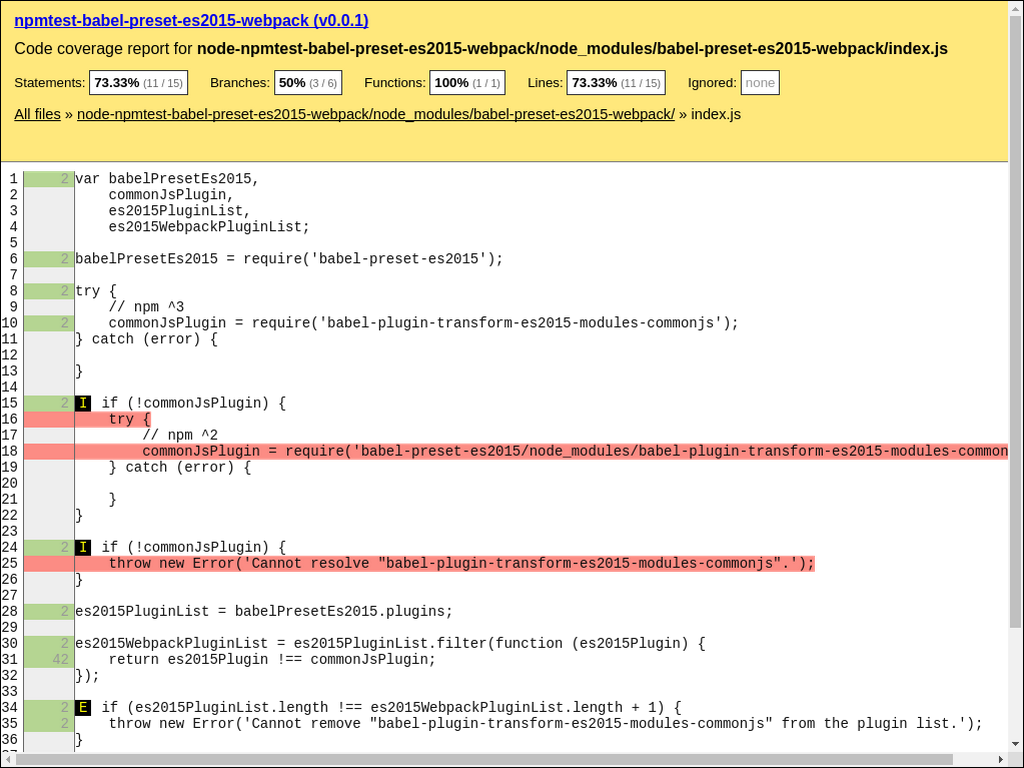 npmtest-babel-preset-es2015-webpack (v0.0.1)
Code coverage report for node-npmtest-babel-preset-es2015-webpack/node_modules/babel-preset-es2015-webpack/index.js
Statements: 73.33% (11 / 15) Branches: 50% (3 / 6) Functions: 100% (1 / 1) Lines: 73.33% (11 / 15) Ignored: none
All files » node-npmtest-babel-preset-es2015-webpack/node_modules/babel-preset-es2015-webpack/ » index.js
1 2 var babelPresetEs2015,
2     commonJsPlugin,
3     es2015PluginList,
4     es2015WebpackPluginList;
5
6 2 babelPresetEs2015 = require('babel-preset-es2015');
7
8 2 try {
9     // npm ^3
10 2     commonJsPlugin = require('babel-plugin-transform-es2015-modules-commonjs');
11 } catch (error) {
12
13 }
14
15 2 I if (!commonJsPlugin) {
16     try {
17         // npm ^2
18         commonJsPlugin = require('babel-preset-es2015/node_modules/babel-plugin-transform-es2015-modules-common
19     } catch (error) {
20
21     }
22 }
23
24 2 I if (!commonJsPlugin) {
25     throw new Error('Cannot resolve "babel-plugin-transform-es2015-modules-commonjs".');
26 }
27
28 2 es2015PluginList = babelPresetEs2015.plugins;
29
30 2 es2015WebpackPluginList = es2015PluginList.filter(function (es2015Plugin) {
31 42     return es2015Plugin !== commonJsPlugin;
32 });
33
34 2 E if (es2015PluginList.length !== es2015WebpackPluginList.length + 1) {
35 2     throw new Error('Cannot remove "babel-plugin-transform-es2015-modules-commonjs" from the plugin list.');
36 }